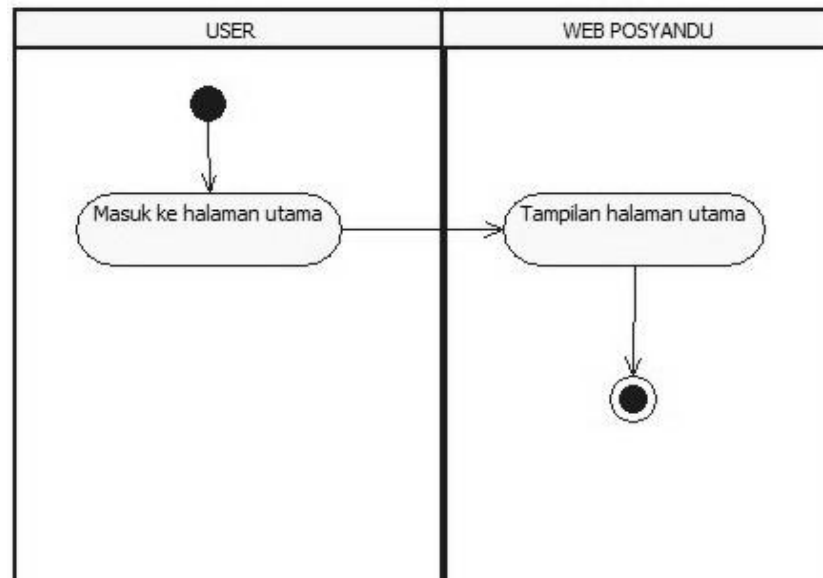 USER
WEB POSYANDU
Masuk ke halaman utama
Tampilan halaman utama